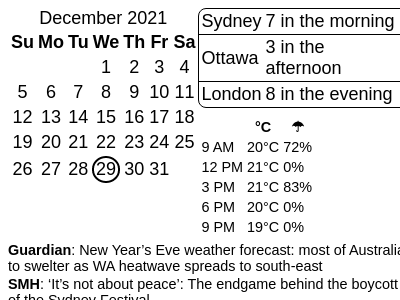 December 2021
Su Mo Tu We Th Fr Sa
1 2 3 4
5 6 7 8 9 10 11
12 13 14 15 16 17 18
19 20 21 22 23 24 25
26 27 28 29 30 31
Sydney 7 in the morning
Ottawa 3 in the
afternoon
London 8 in the evening
°C ☂
9 AM 20°C 72%
12 PM 21°C 0%
3 PM 21°C 83%
6 PM 20°C 0%
9 PM 19°C 0%
Guardian: New Year’s Eve weather forecast: most of Australia
to swelter as WA heatwave spreads to south-east
SMH: ‘It’s not about peace’: The endgame behind the boycott
of the Sydney Festival